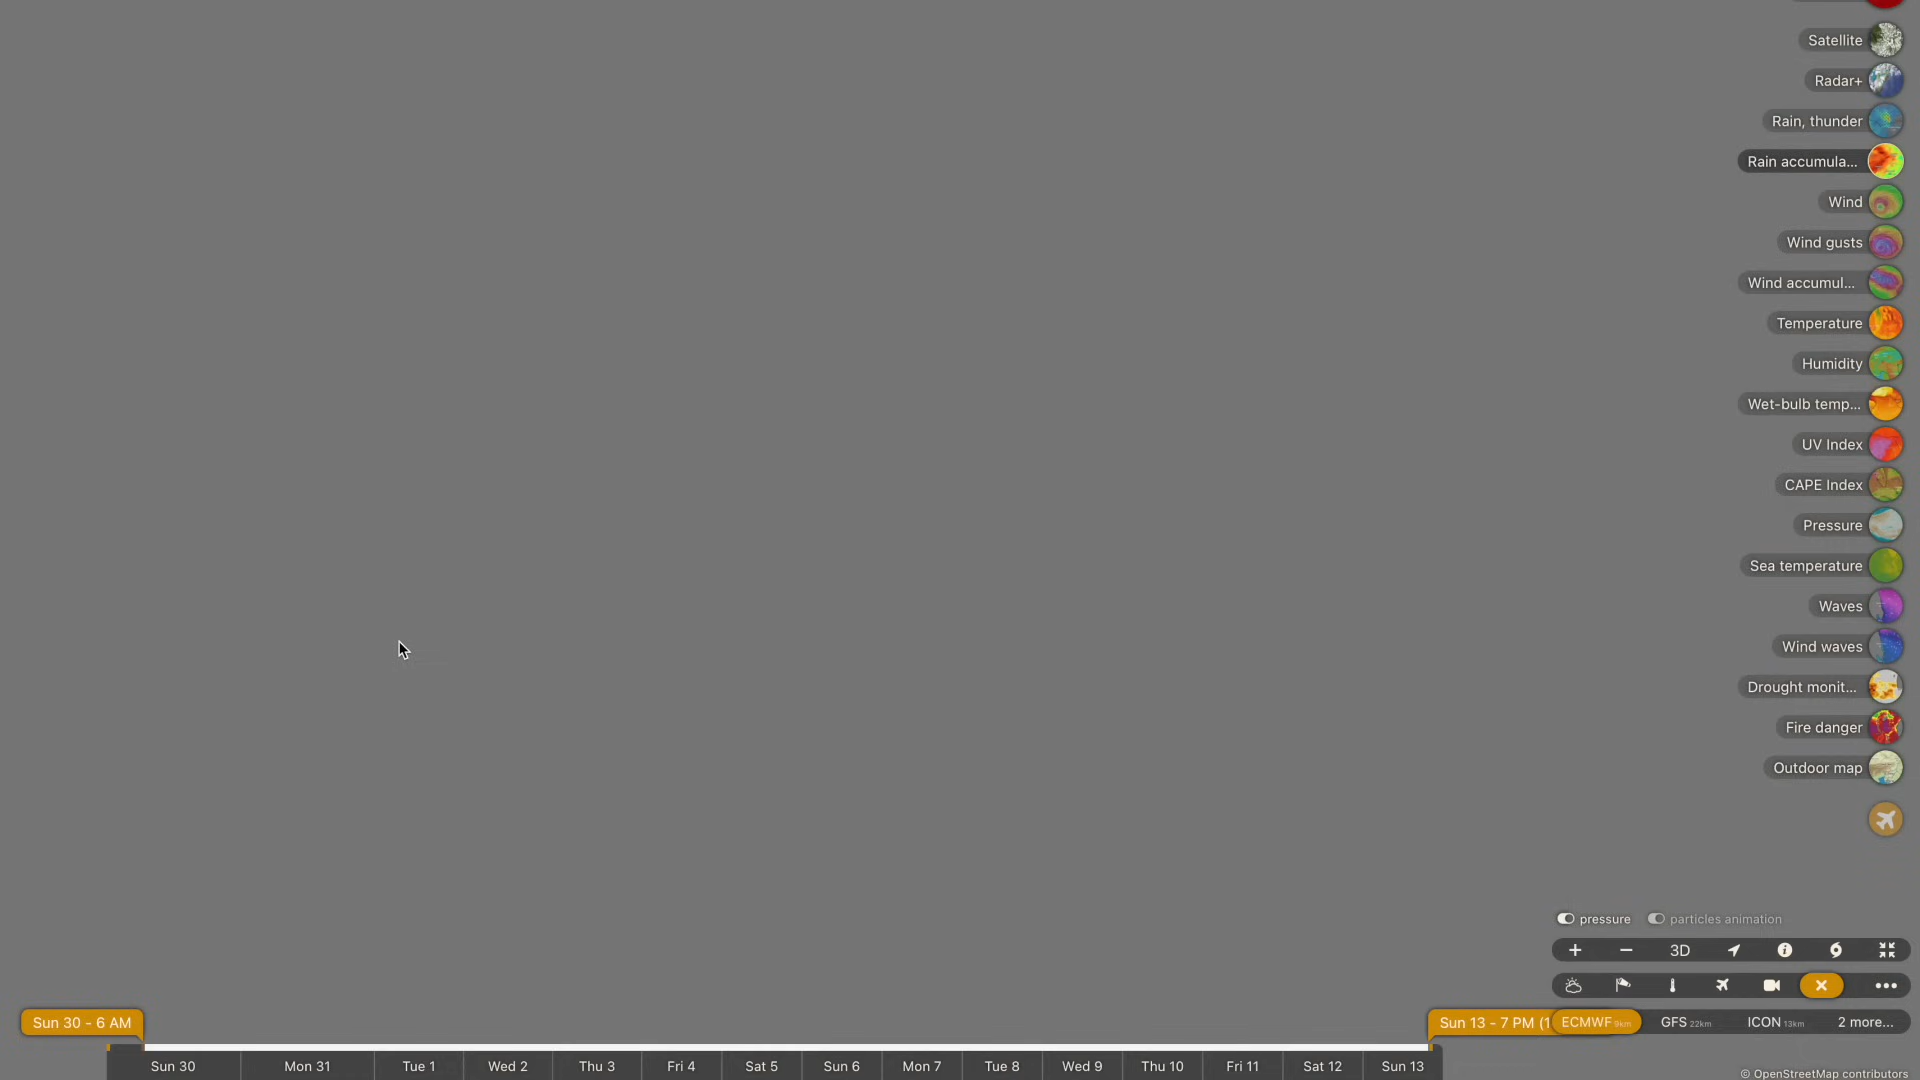 Satellite
Radar+
Rain, thunder
Rain accumula...
Wind
Wind gusts
Wind accumul...
Temperature
Humidity
Wet-bulb temp...
UV Index
CAPE Index
Pressure
Sea temperature
Waves
Wind waves
Drought monit...
Fire danger
Outdoor map
pressure particles animation
3D
Sun 30 - 6 AM
Sun 13 - 7 PM (1
ECMWF 9km GFS 22km ICON 13km 2 more...
Sun 30 Mon 31 Tue 1 Wed 2 Thu 3 Fri 4 Sat 5 Sun 6 Mon 7 Tue 8 Wed 9 Thu 10 Fri 11 Sat 12 Sun 13
© OpenStreetMap contributors